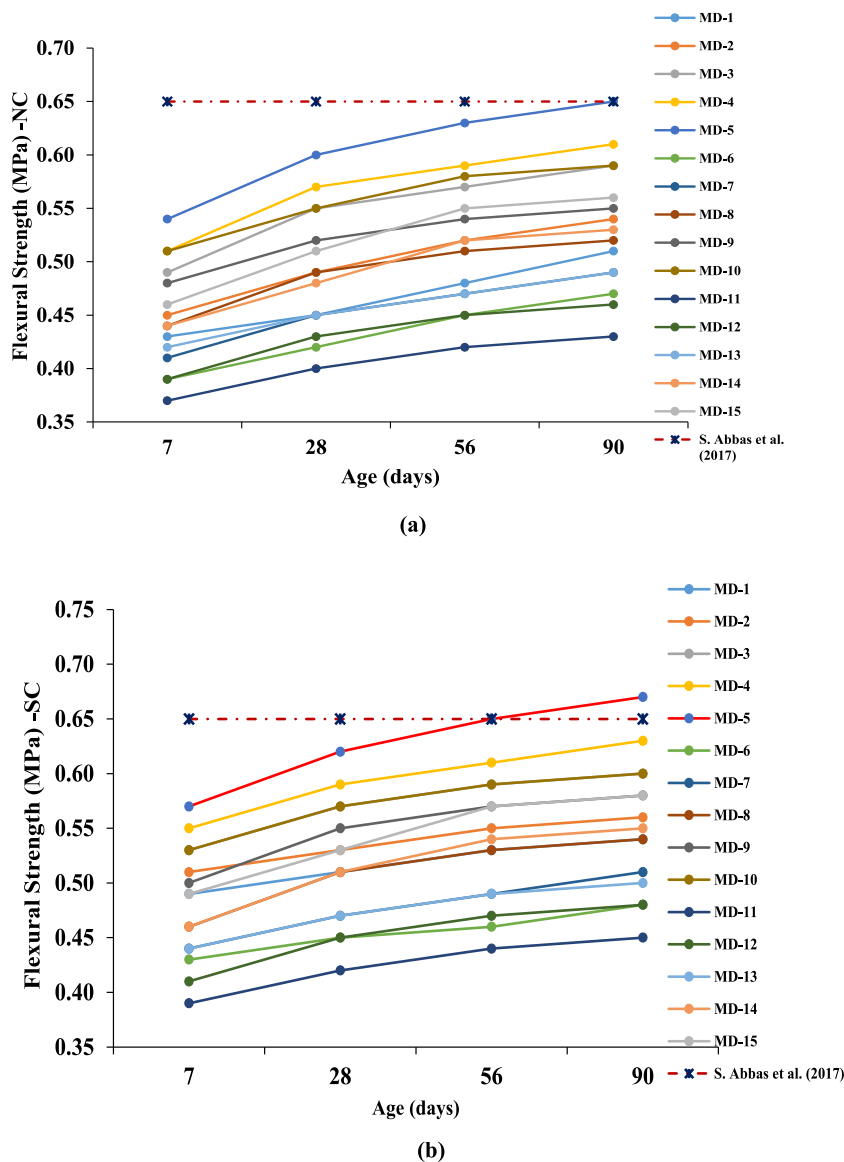 Flexural Strength (MPa) -NC
0.70
0.65
0.60
0.55
0.50
0.45
0.40
0.35
7 28 56 90
Age (days)
MD-1
MD-2
MD-3
MD-4
MD-5
MD-6
MD-7
MD-8
MD-9
MD-10
MD-11
MD-12
MD-13
MD-14
MD-15
S. Abbas et al.
(2017)
(a)
Flexural Strength (MPa) -SC
0.75
0.70
0.65
0.60
0.55
0.50
0.45
0.40
0.35
7 28 56 90
Age (days)
MD-1
MD-2
MD-3
MD-4
MD-5
MD-6
MD-7
MD-8
MD-9
MD-10
MD-11
MD-12
MD-13
MD-14
MD-15
S. Abbas et al. (2017)
(b)